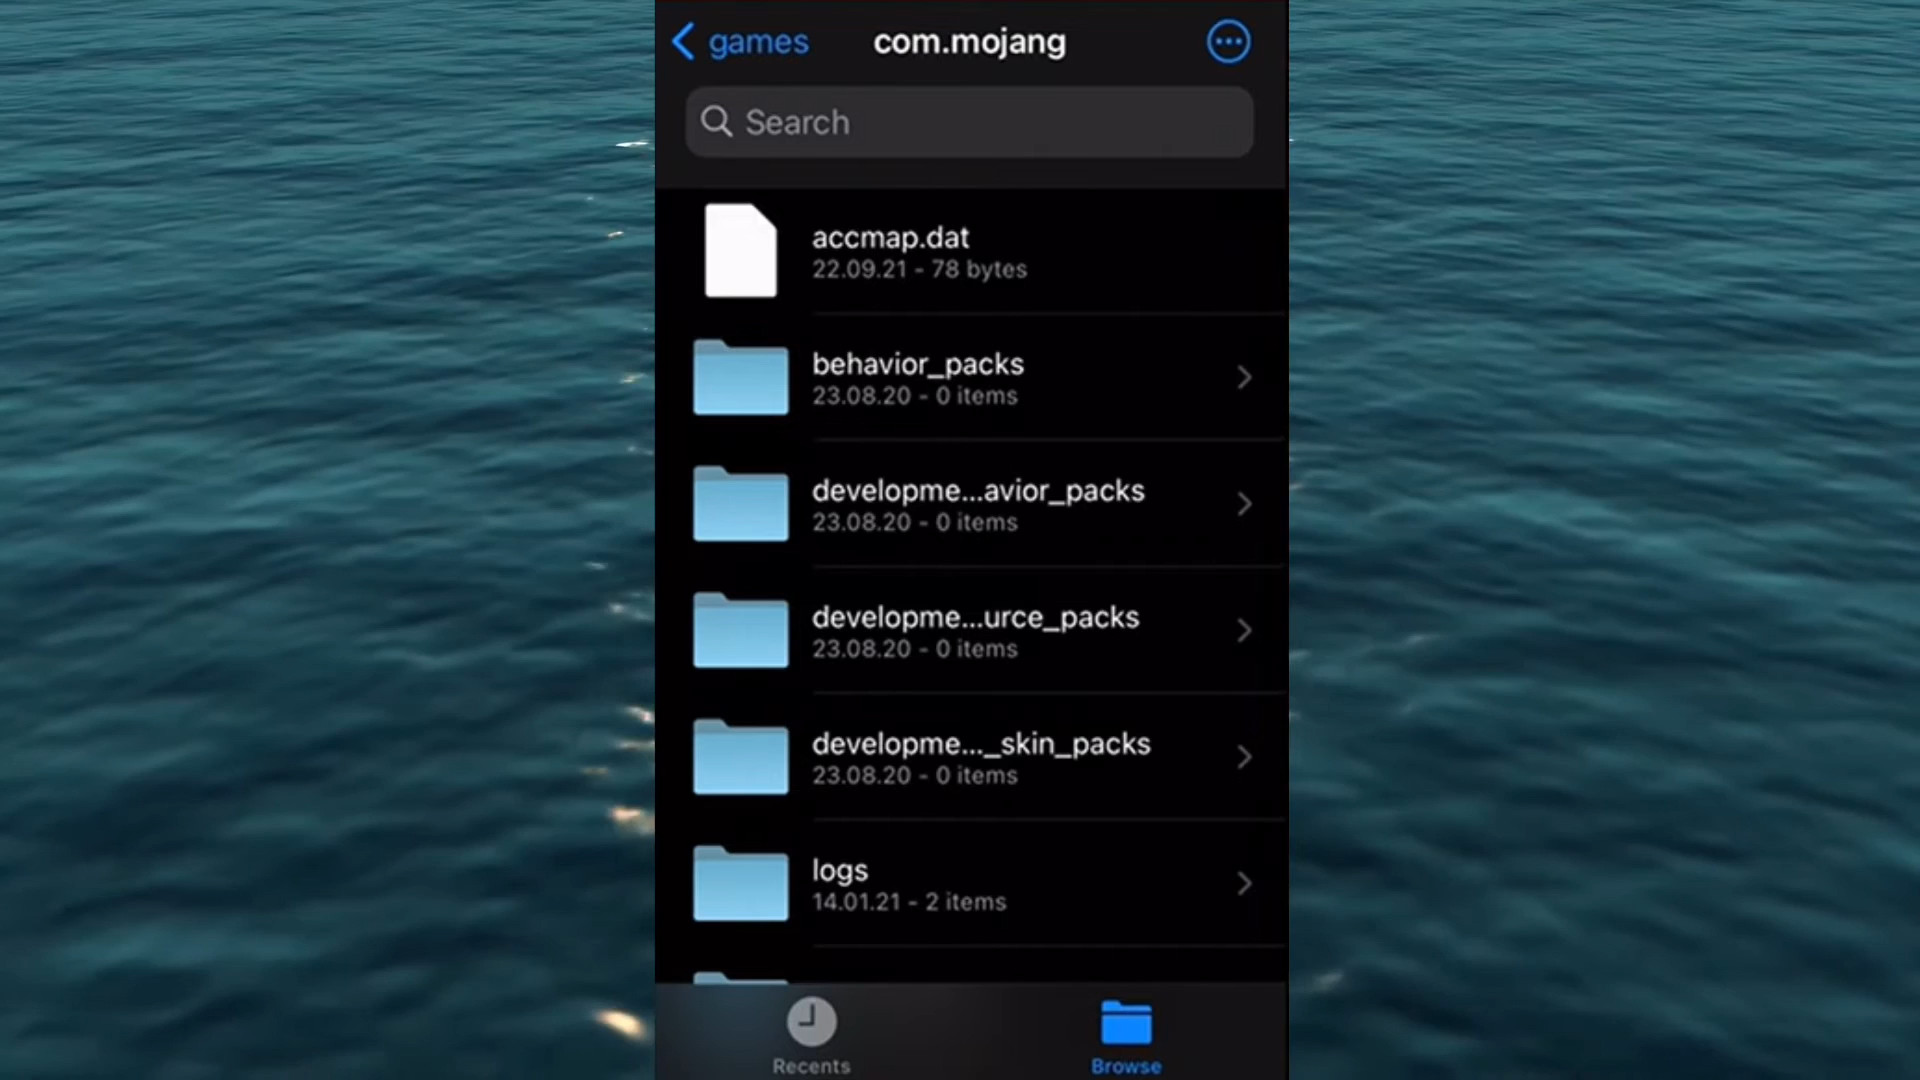 games
com.mojang
Search
accmap.dat
22.09.21 - 78 bytes
behavior_packs
23.08.20 - 0 items
developme...avior_packs
23.08.20 - 0 items
developme...urce_packs
23.08.20 - 0 items
developme..._skin_packs
23.08.20 - 0 items
logs
14.01.21 - 2 items
Recents
Browse